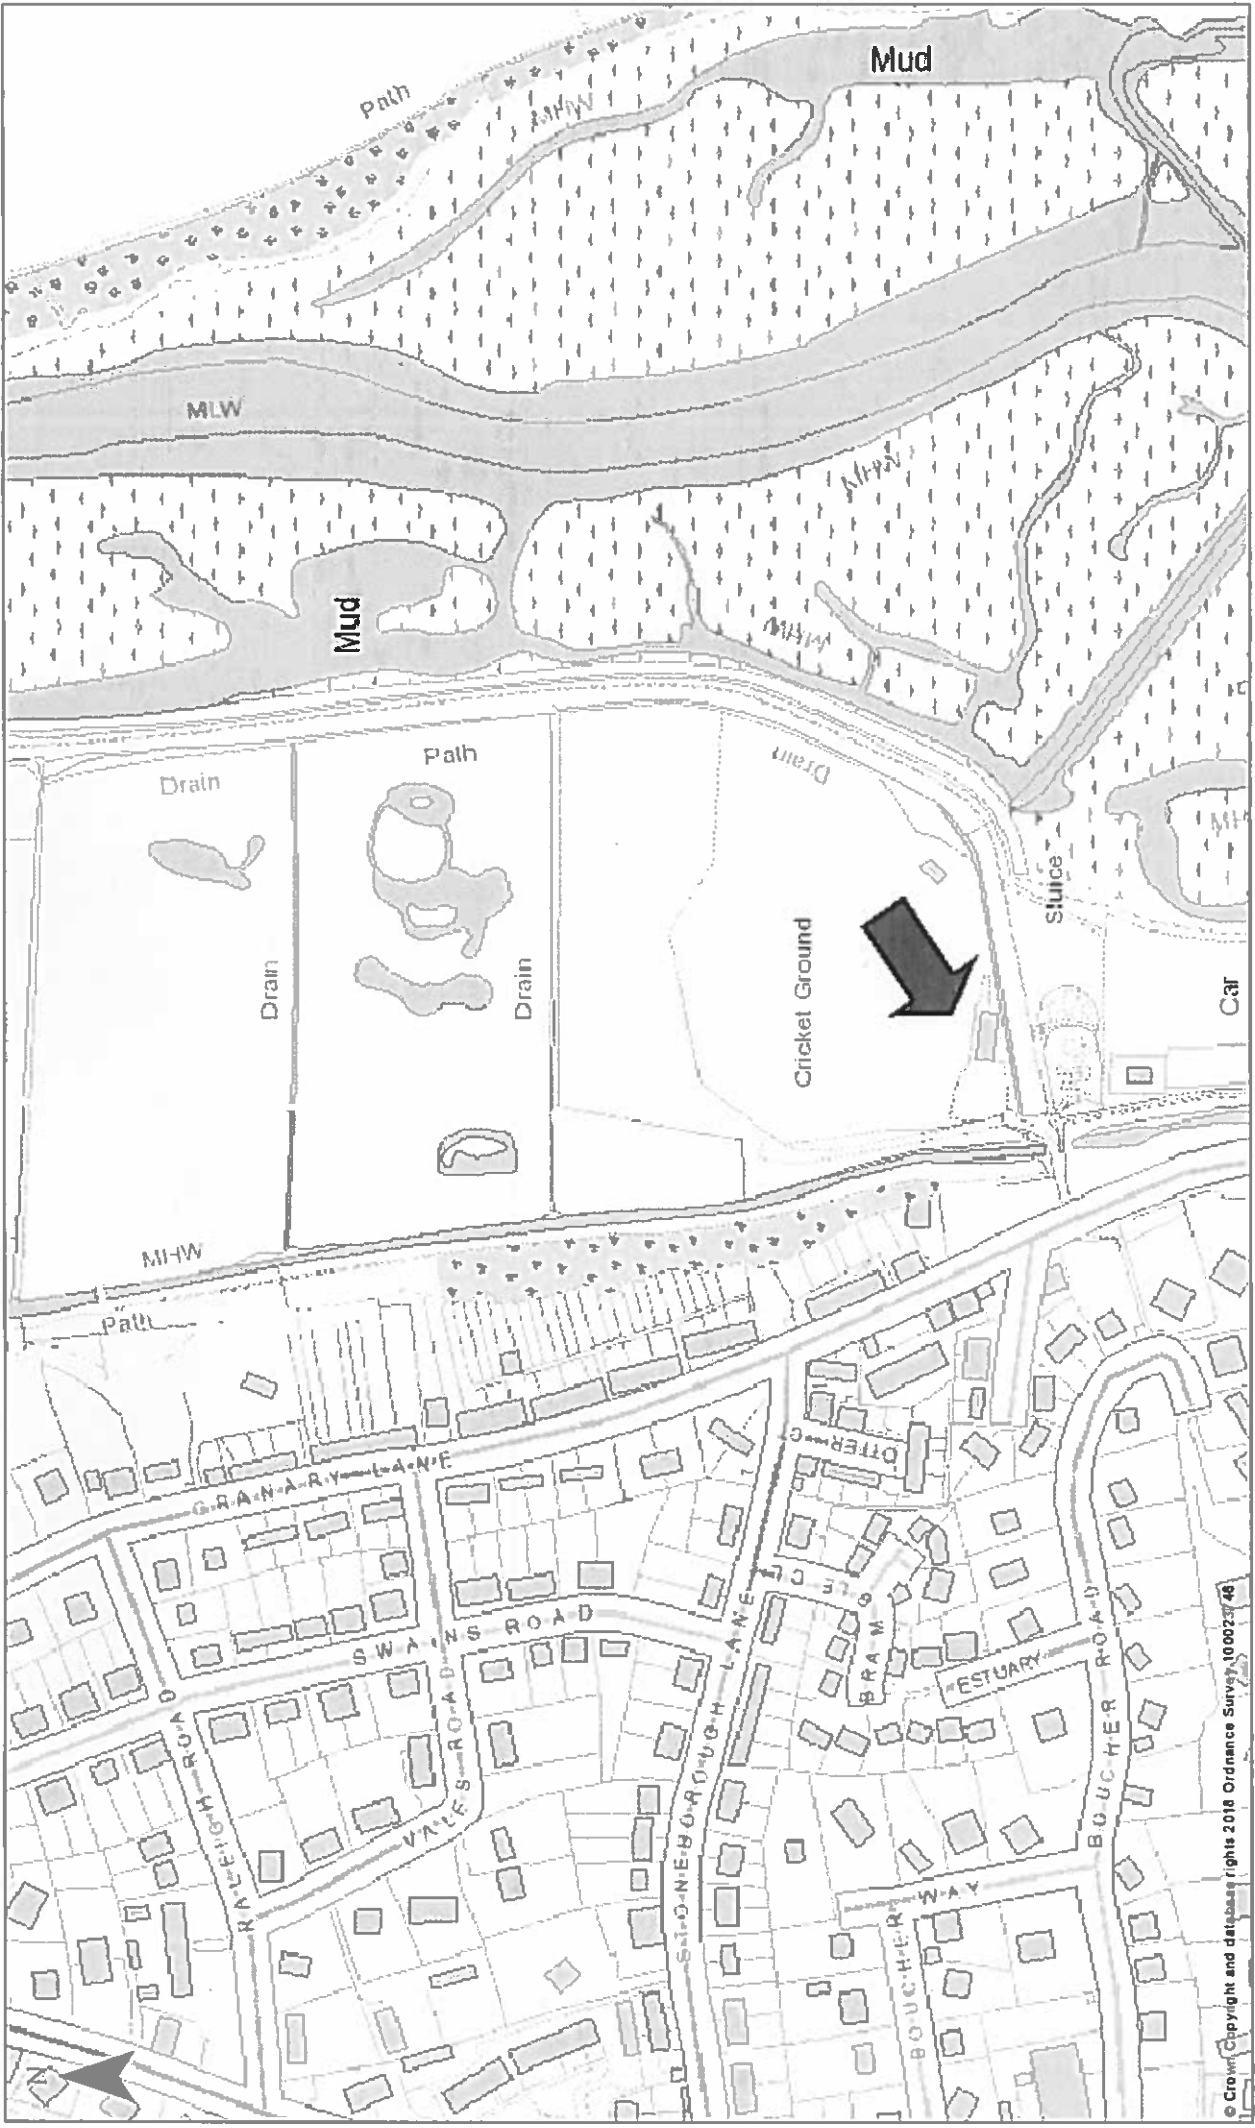 Mud
Path
MHW
MLW
MHW
Mud
MHW
Drain
Path
Drain
Drain
Drain
Cricket Ground
Sluice
Car
MHW
Path
GRANARY LANE
OTTER C
SWAINS ROAD
RALEIGH ROAD
VALES ROAD
STONEBOROUGH LANE
ESTUARY
BOUCHER ROAD
BOUCHER WAY
N
© Crown Copyright and database rights 2018 Ordnance Survey